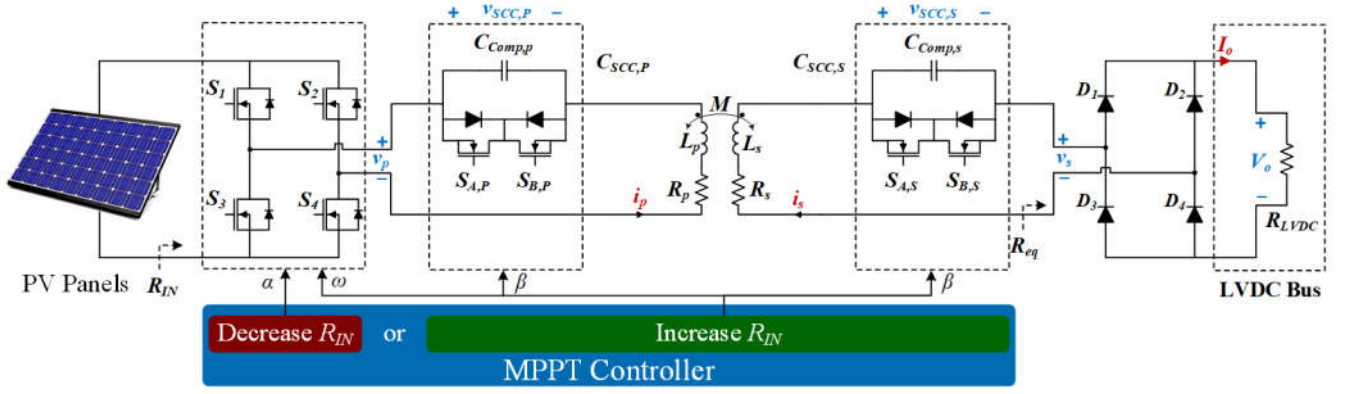 + v_SCC,P −
C_Comp,p
C_SCC,P
+ v_SCC,S −
C_Comp,s
C_SCC,S
I_o
S_1
S_2
D_1
D_2
M
L_p
L_s
+
v_p
−
S_A,P
S_B,P
S_A,S
S_B,S
+
v_s
−
+
V_o
−
S_3
S_4
i_p
R_p
R_s
i_s
D_3
D_4
R_LVDC
R_eq
PV Panels
R_IN
α
ω
β
β
LVDC Bus
Decrease R_IN
or
Increase R_IN
MPPT Controller